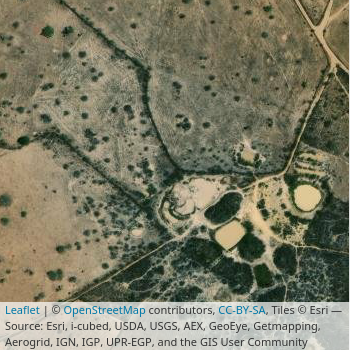 Leaflet | © OpenStreetMap contributors, CC-BY-SA, Tiles © Esri —
Source: Esri, i-cubed, USDA, USGS, AEX, GeoEye, Getmapping,
Aerogrid, IGN, IGP, UPR-EGP, and the GIS User Community